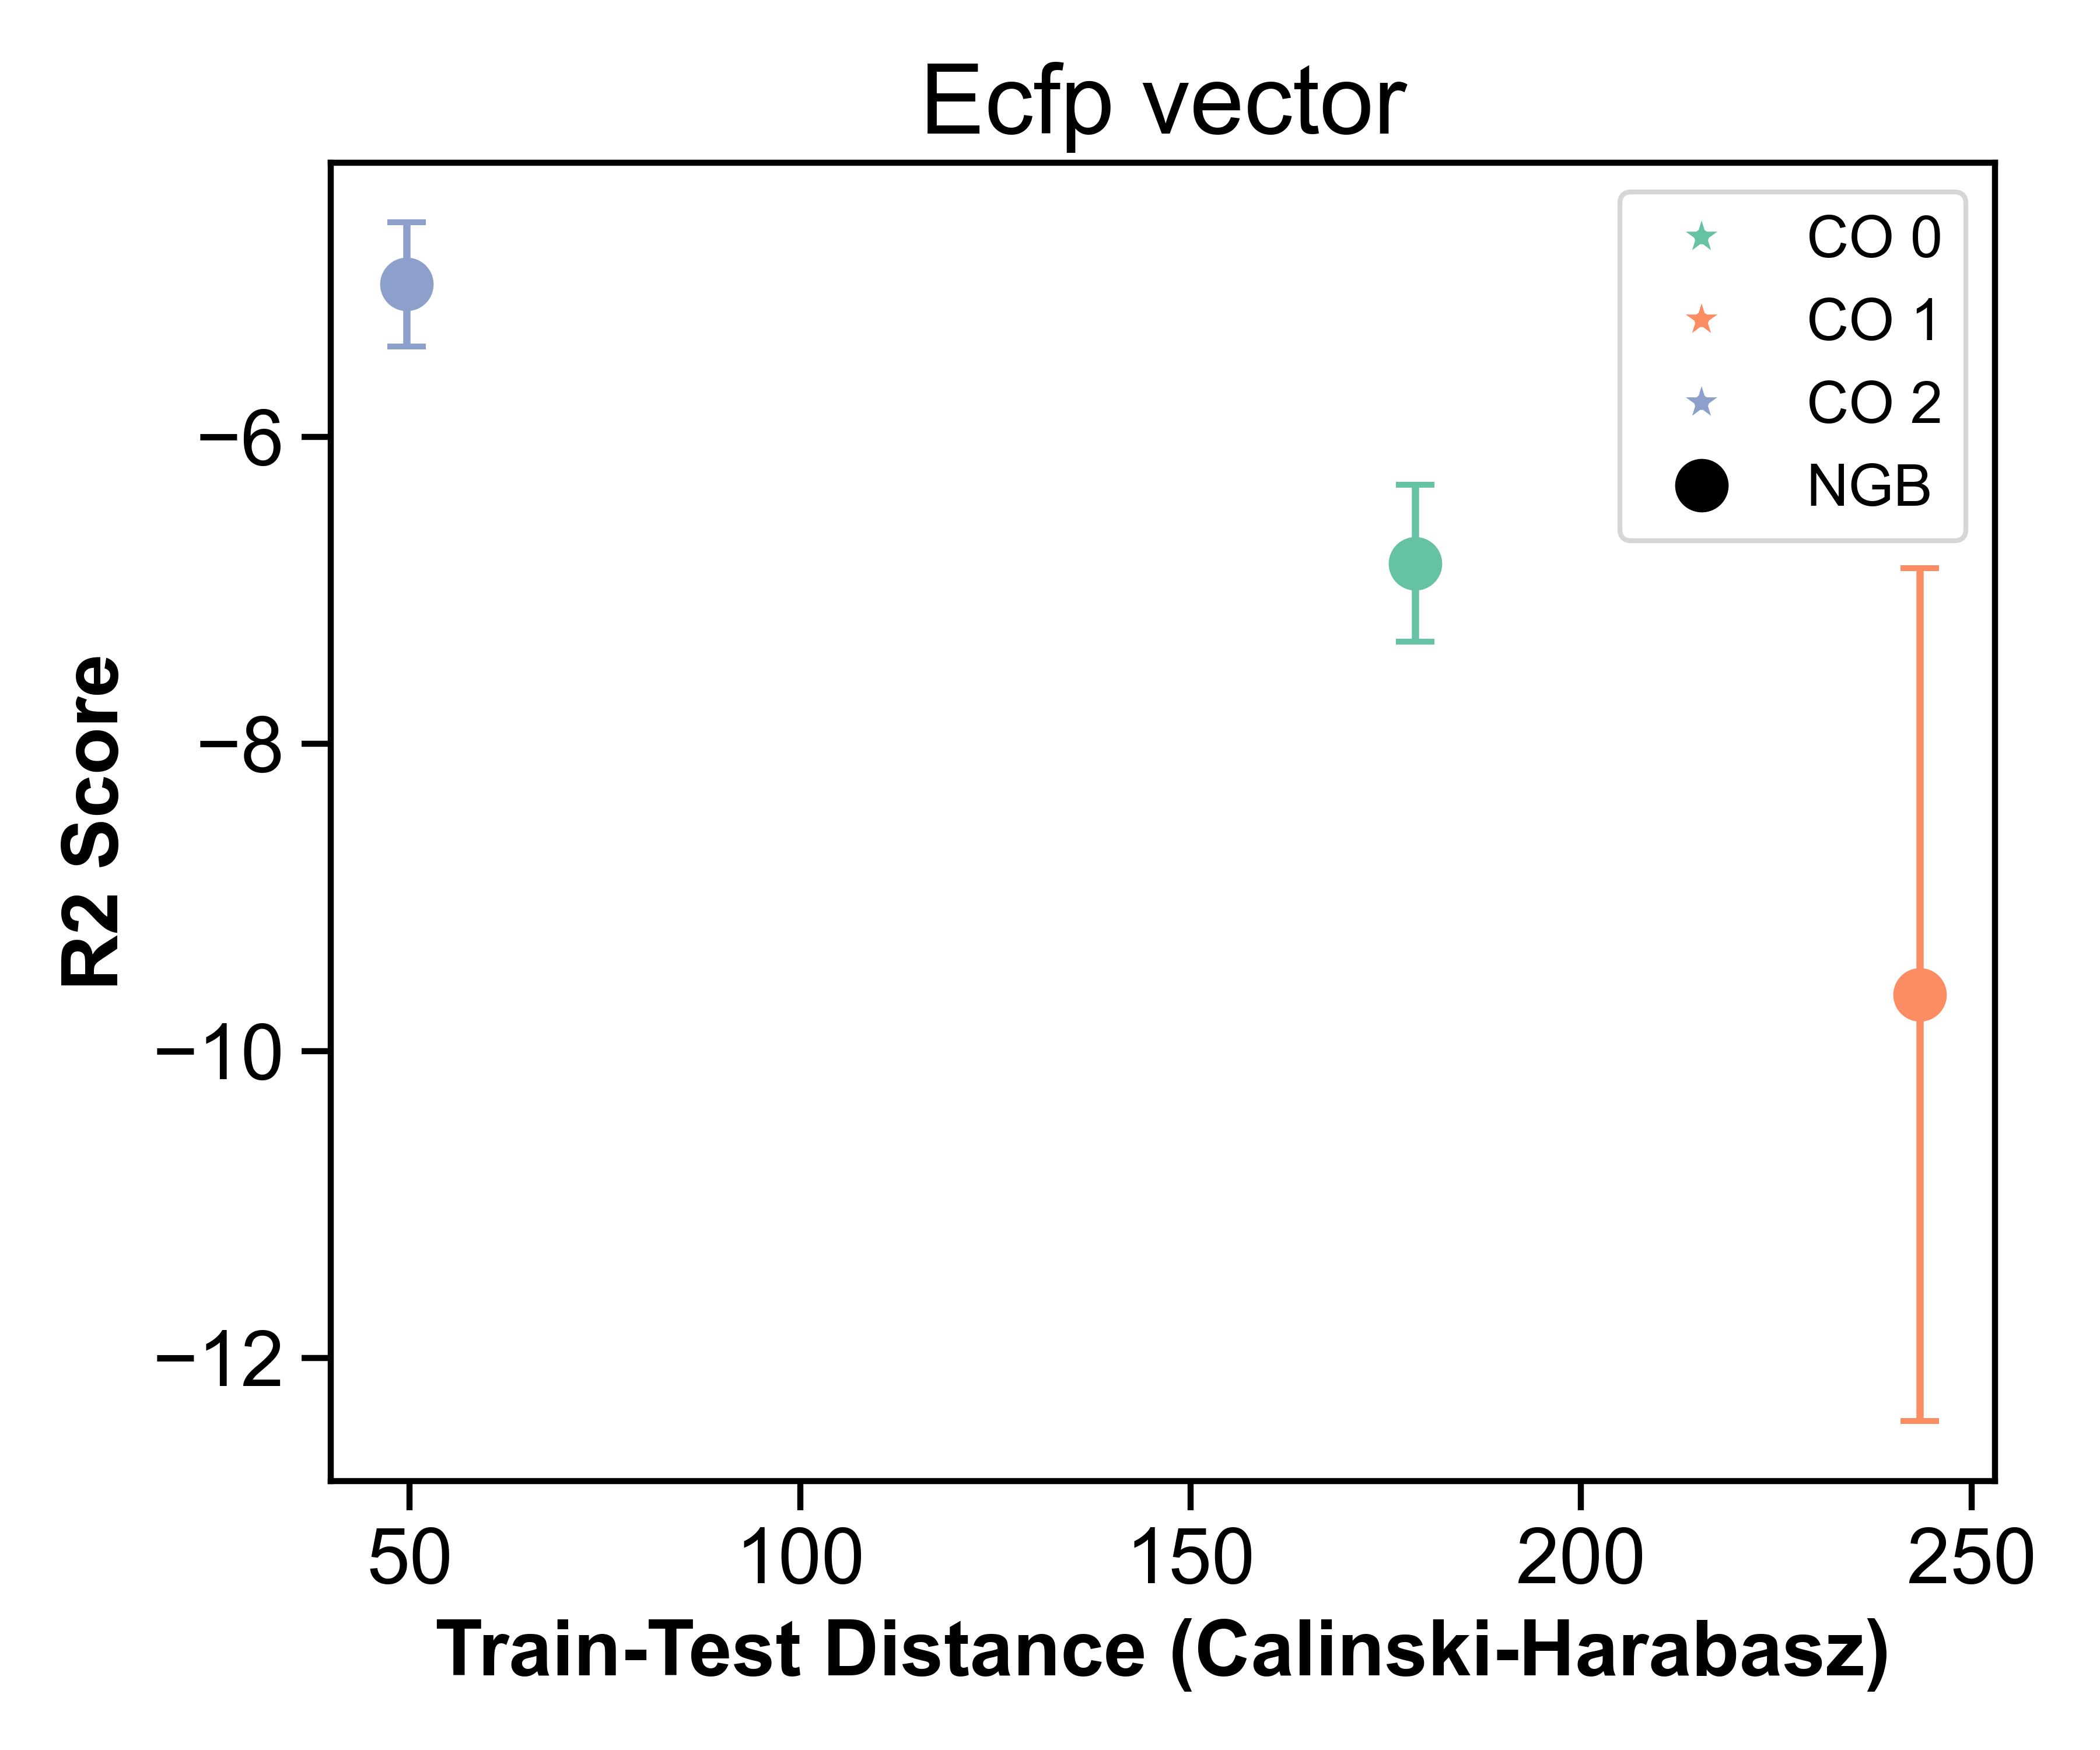 Ecfp vector
CO 0
CO 1
CO 2
NGB
R2 Score
−6
−8
−10
−12
50 100 150 200 250
Train-Test Distance (Calinski-Harabasz)